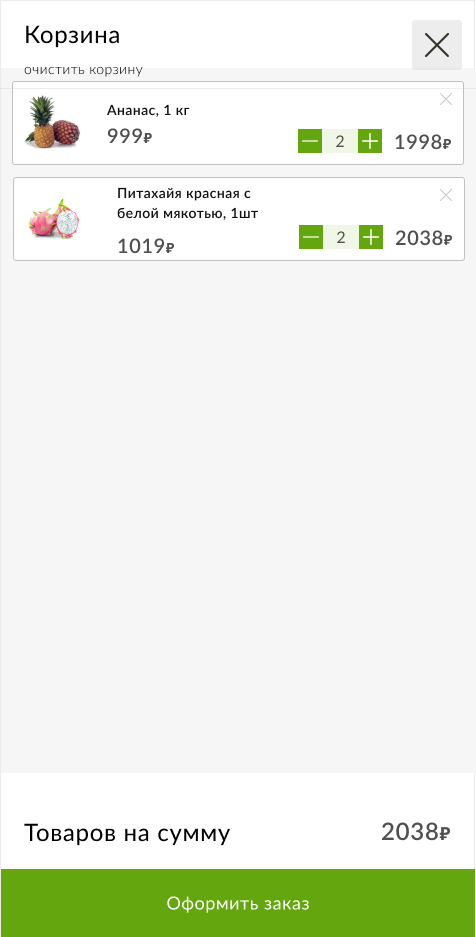 Корзина
очистить корзину
Ананас, 1 кг
999₽
2
1998₽
Питахайя красная с
белой мякотью, 1шт
1019₽
2
2038₽
Товаров на сумму
2038₽
Оформить заказ